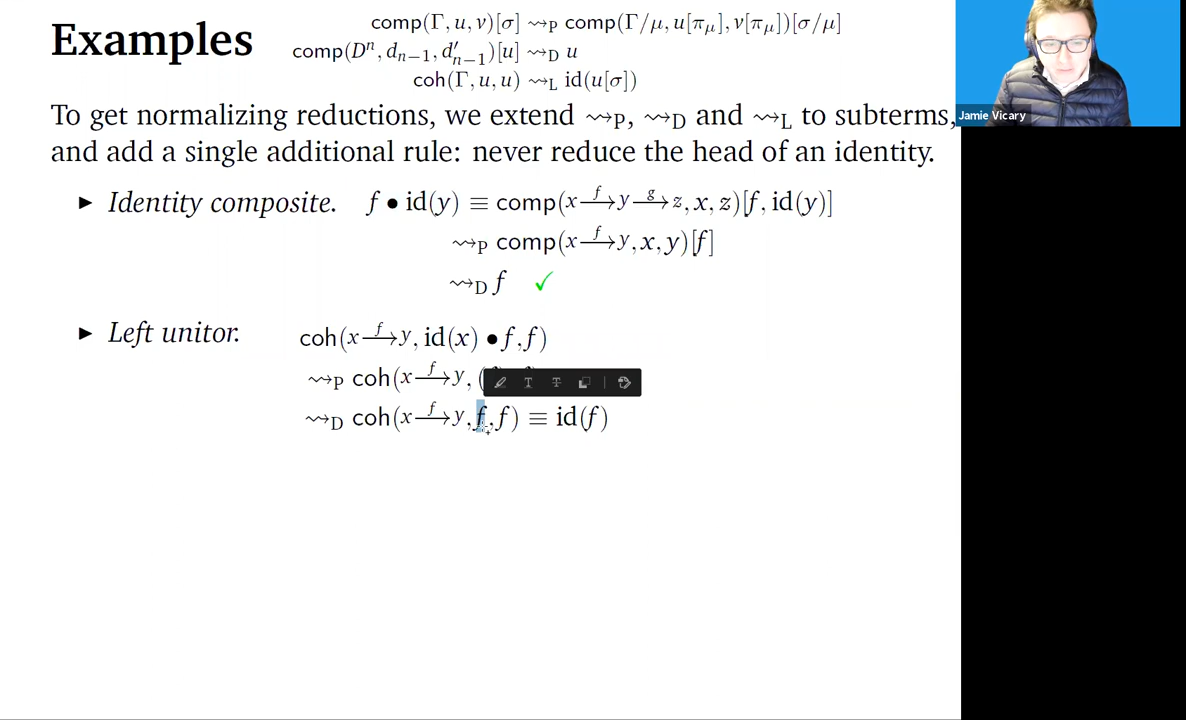 Examples
comp(Γ, u, v)[σ] ⇝P comp(Γ/μ, u[πμ], v[πμ])[σ/μ]
comp(Dⁿ, dₙ₋₁, d′ₙ₋₁)[u] ⇝D u
coh(Γ, u, u) ⇝L id(u[σ])
Jamie Vicary
To get normalizing reductions, we extend ⇝P, ⇝D and ⇝L to subterms,
and add a single additional rule: never reduce the head of an identity.
► Identity composite. f • id(y) ≡ comp(x –f→ y –g→ z, x, z)[f, id(y)]
⇝P comp(x –f→ y, x, y)[f]
⇝D f ✓
► Left unitor. coh(x –f→ y, id(x) • f, f)
⇝P coh(x –f→ y, (
⇝D coh(x –f→ y, f, f) ≡ id(f)